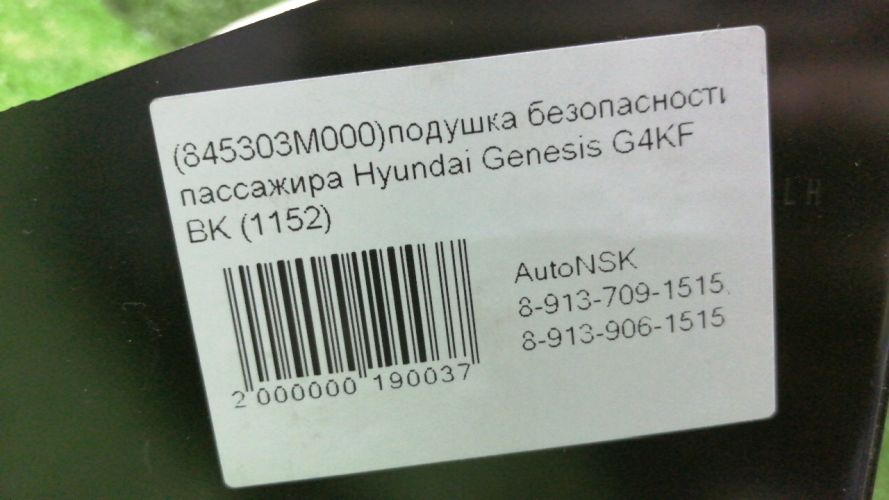 (845303M000)подушка безопасности
пассажира Hyundai Genesis G4KF
BK (1152)
AutoNSK
8-913-709-1515
8-913-906-1515
2 000000 190037
LH